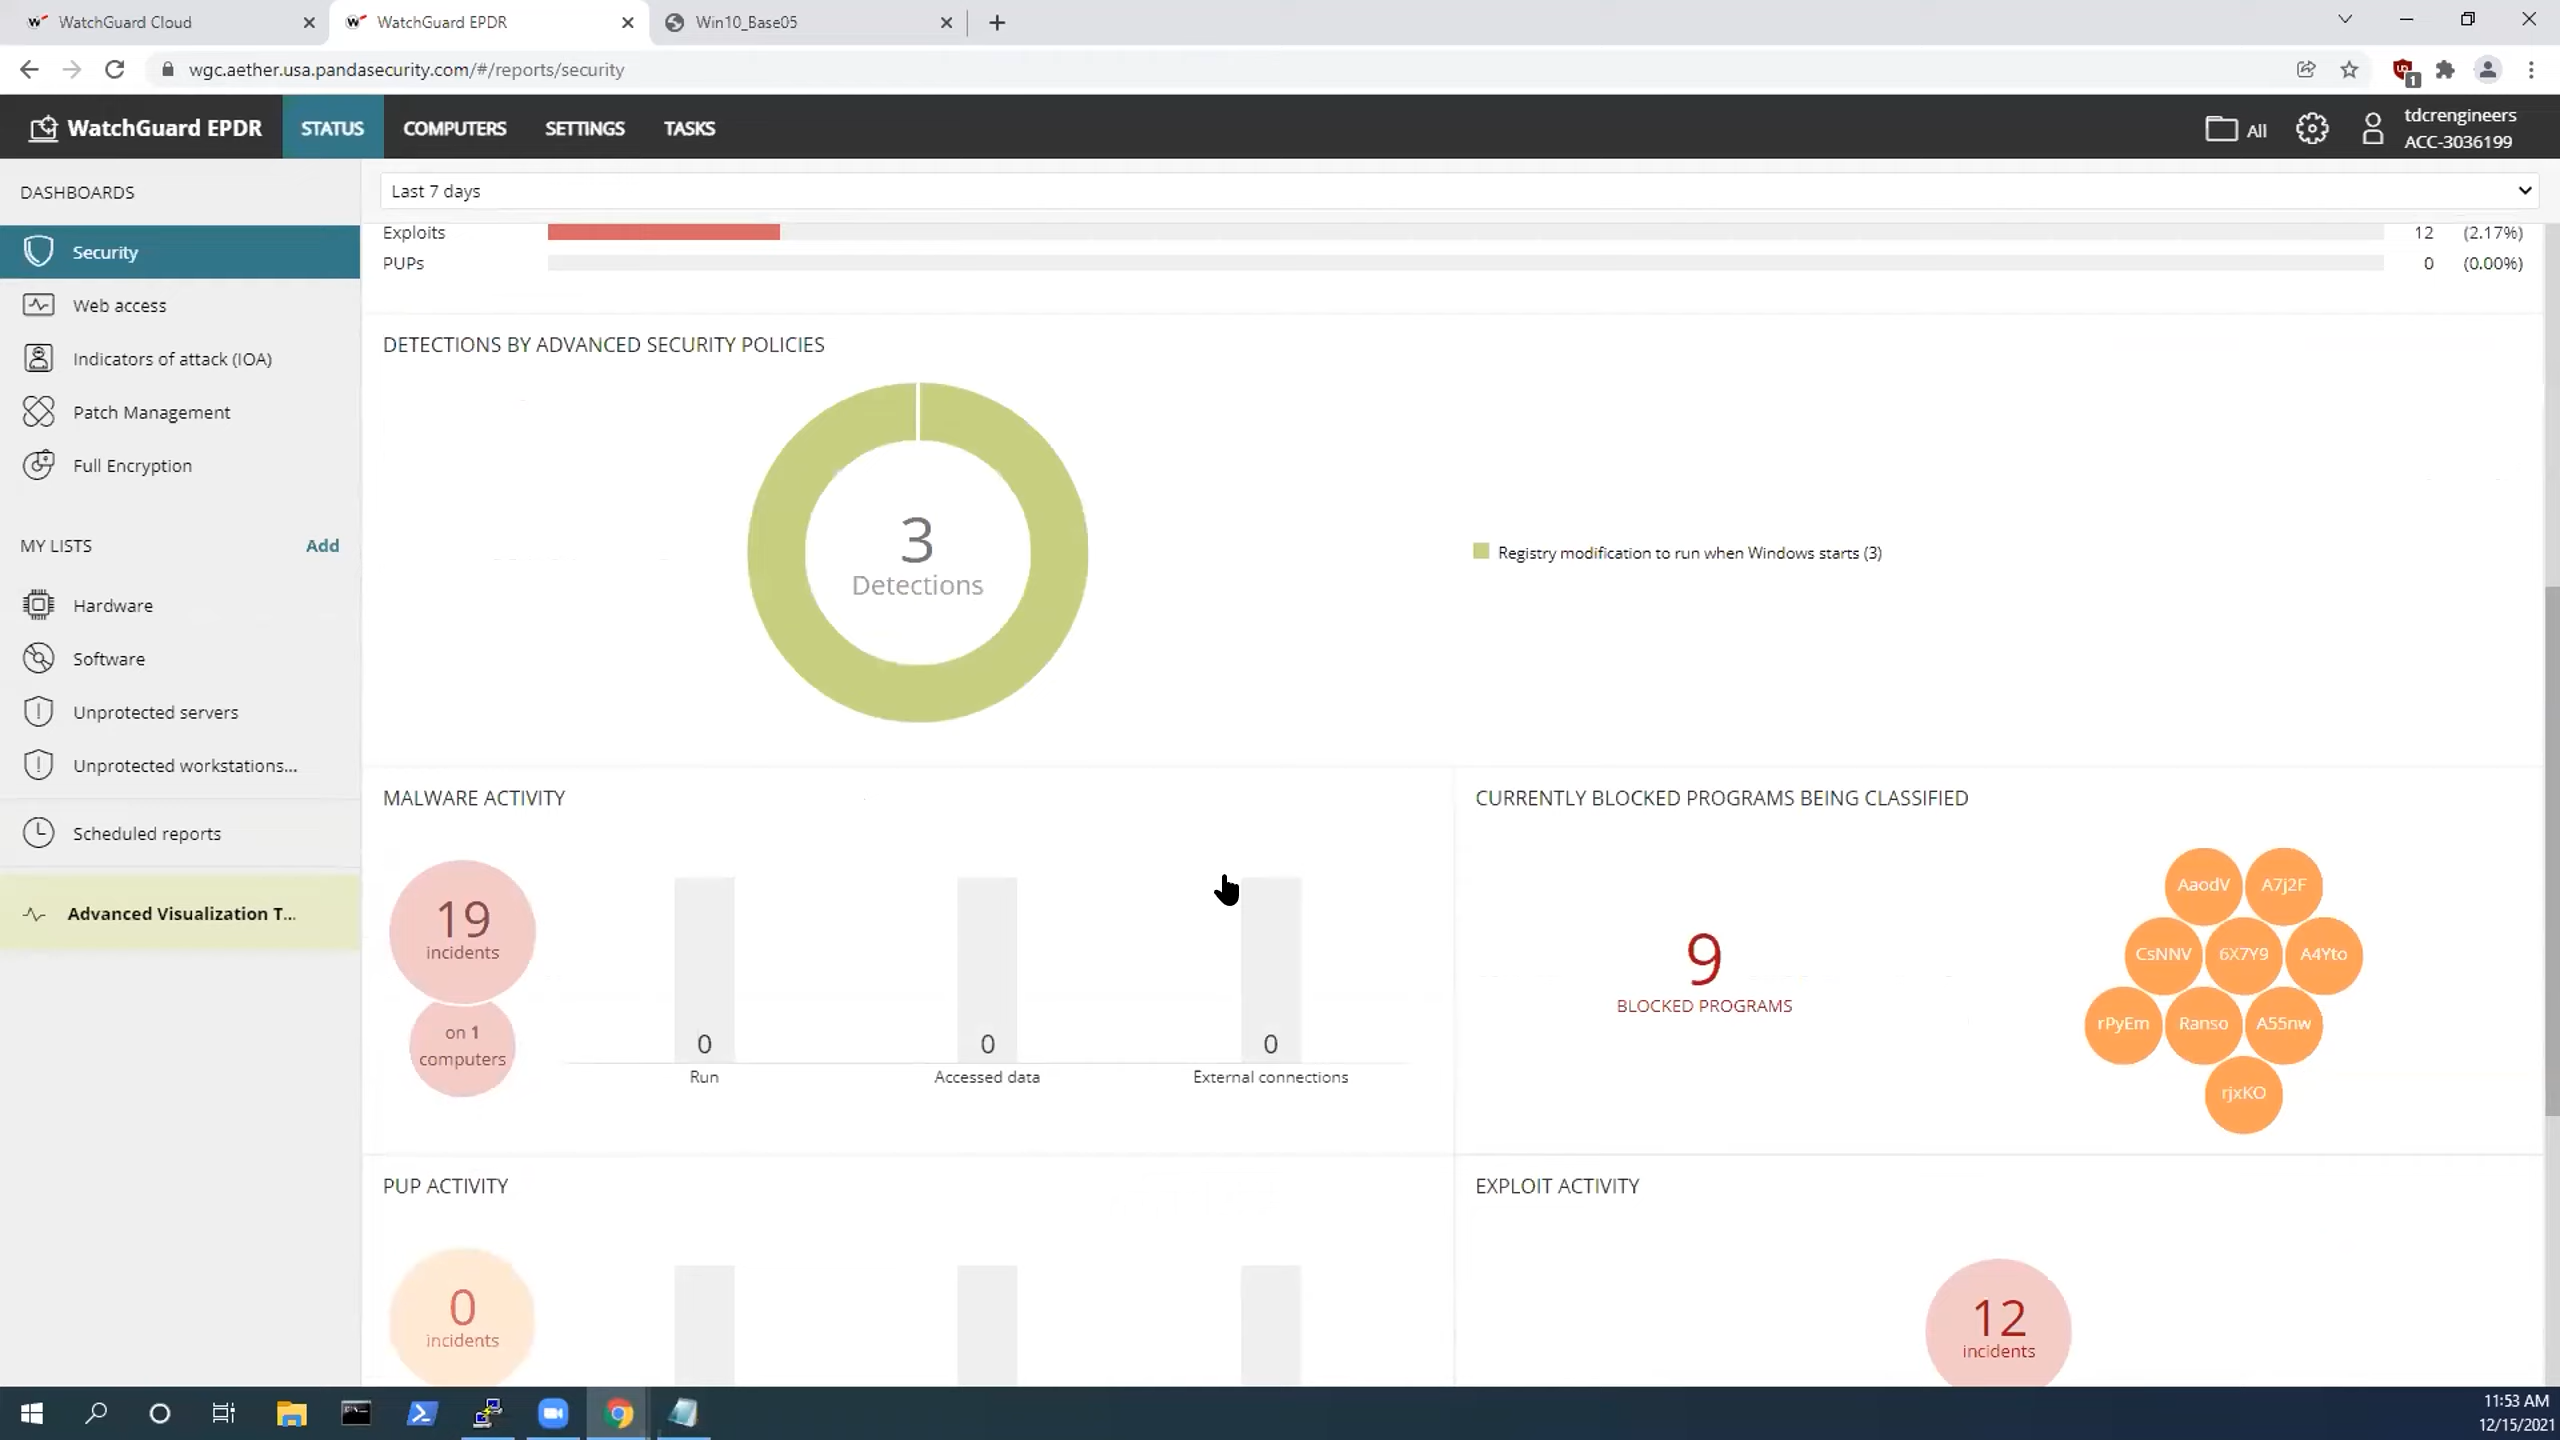 WatchGuard Cloud
WatchGuard EPDR
Win10_Base05
wgc.aether.usa.pandasecurity.com/#/reports/security
1
WatchGuard EPDR
STATUS
COMPUTERS
SETTINGS
TASKS
All
tdcrengineers
ACC-3036199
DASHBOARDS
Security
Web access
Indicators of attack (IOA)
Patch Management
Full Encryption
MY LISTS
Add
Hardware
Software
Unprotected servers
Unprotected workstations...
Scheduled reports
Advanced Visualization T...
Last 7 days
Exploits 12 (2.17%)
PUPs 0 (0.00%)
DETECTIONS BY ADVANCED SECURITY POLICIES
3
Detections
Registry modification to run when Windows starts (3)
MALWARE ACTIVITY
19
incidents
on 1
computers
0
Run
0
Accessed data
0
External connections
CURRENTLY BLOCKED PROGRAMS BEING CLASSIFIED
9
BLOCKED PROGRAMS
AaodV
A7j2F
CsNNV
6X7Y9
A4Yto
rPyEm
Ranso
A55nw
rjxKO
PUP ACTIVITY
0
incidents
EXPLOIT ACTIVITY
12
incidents
11:53 AM
12/15/2021